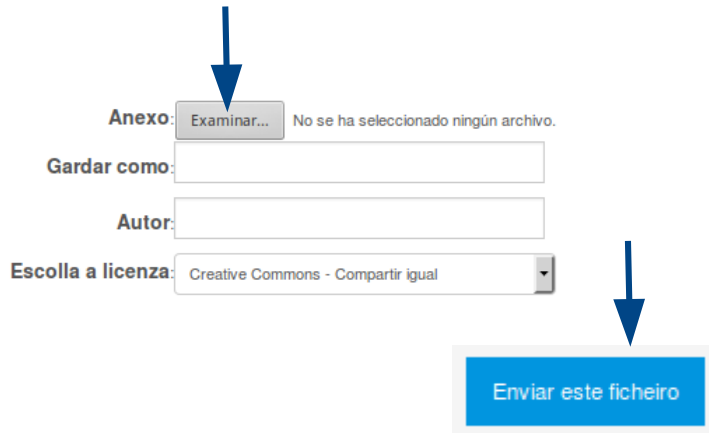 Anexo: Examinar... No se ha seleccionado ningún archivo.
Gardar como:
Autor:
Escolla a licenza: Creative Commons - Compartir igual
Enviar este ficheiro